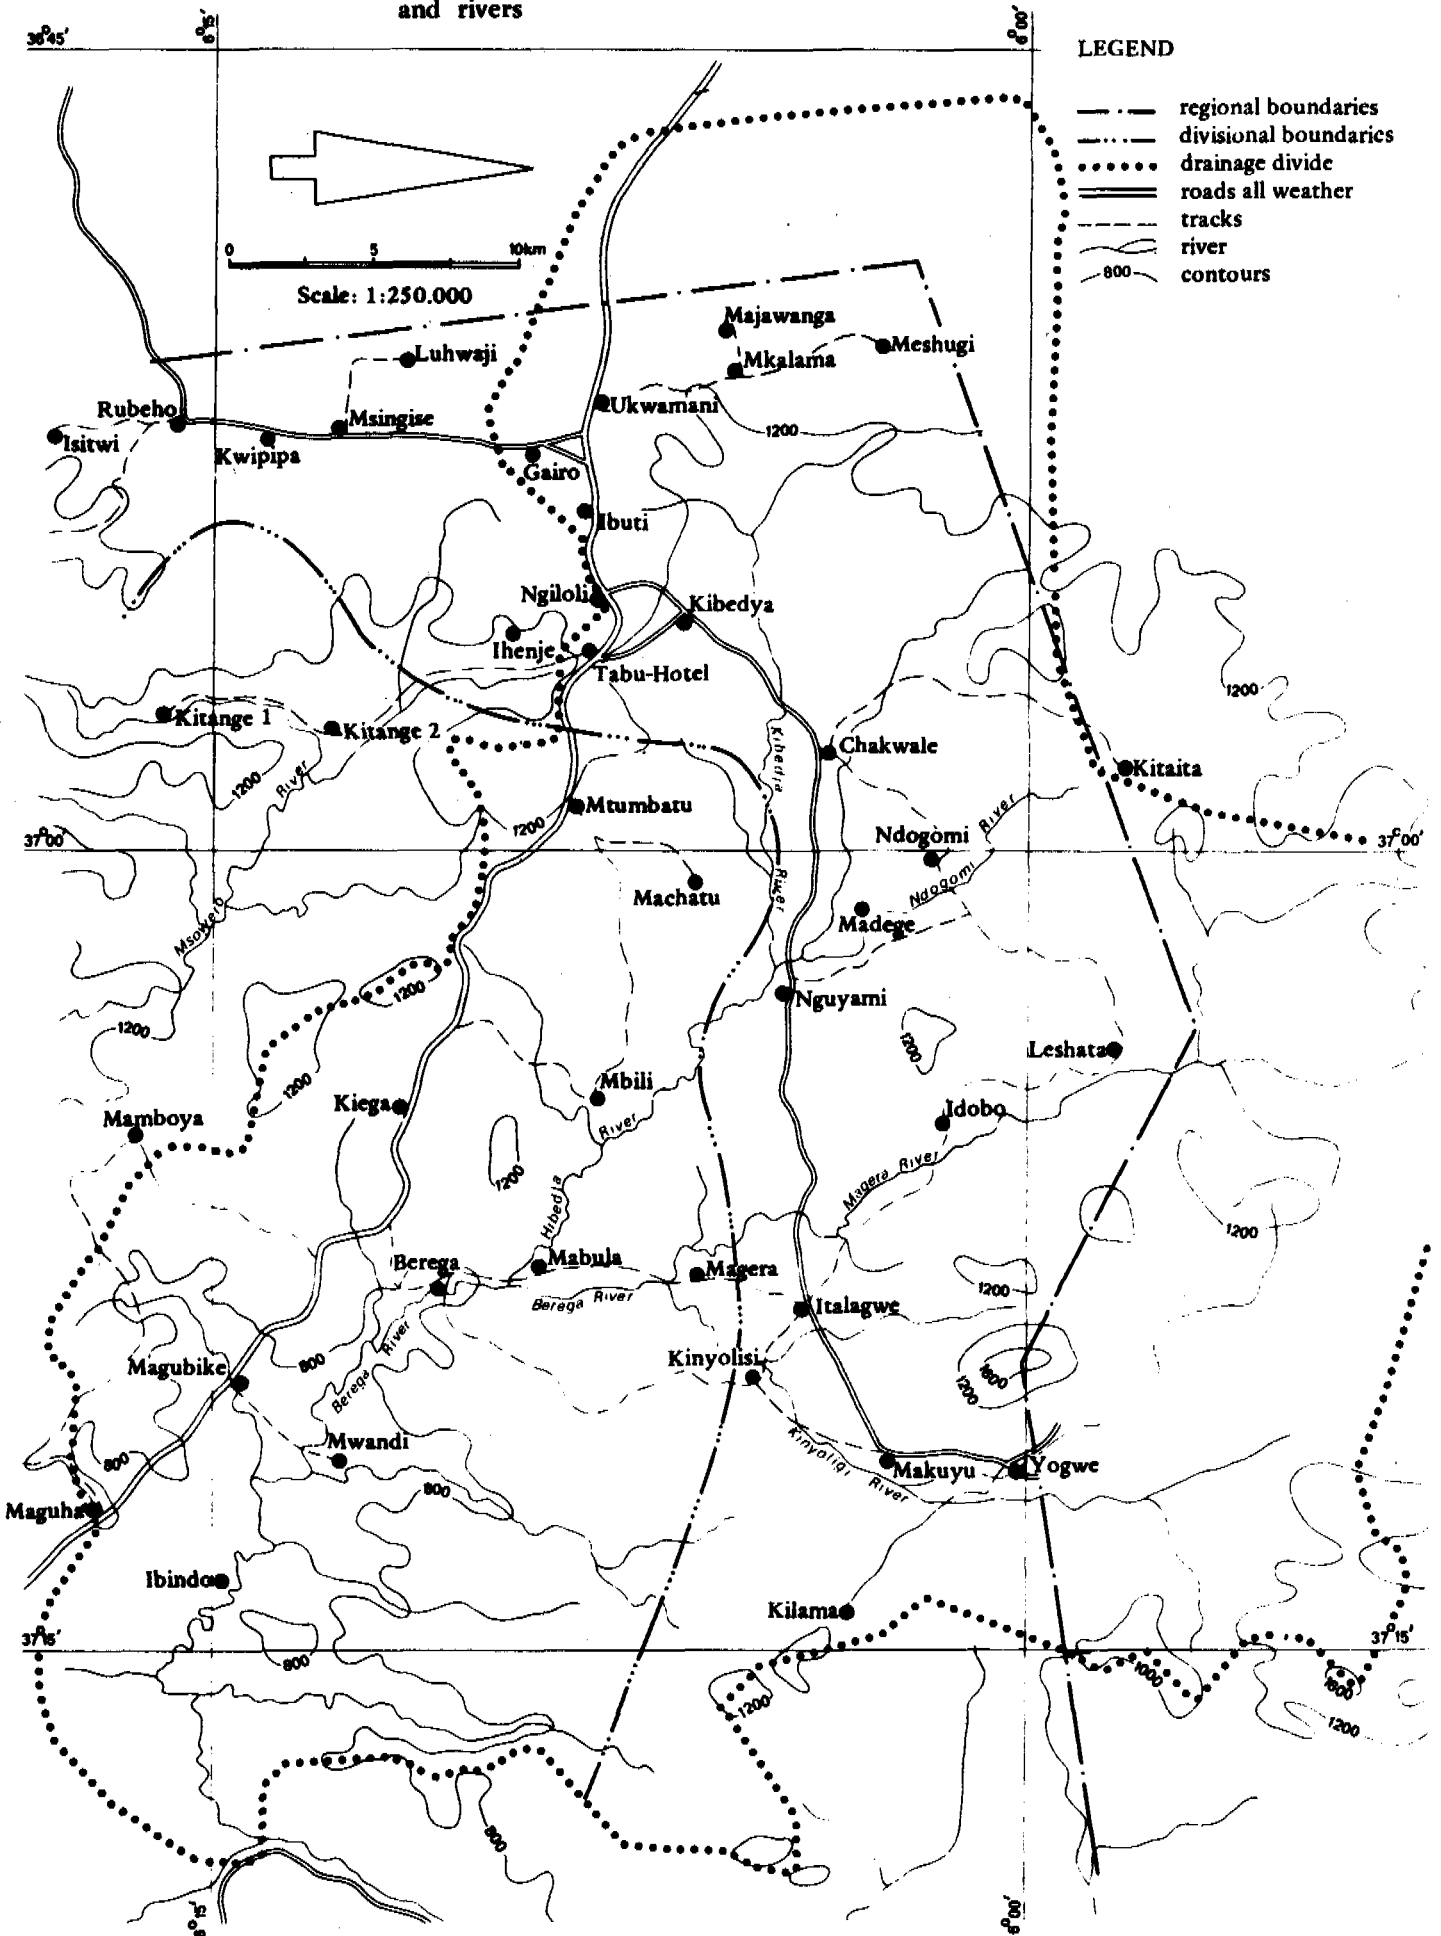 and rivers
36°45'
6°15'
6°00'
LEGEND
regional boundaries
divisional boundaries
drainage divide
roads all weather
tracks
river
800
contours
0 5 10km
Scale: 1:250.000
Majawanga
Meshugi
Luhwaji
Mkalama
Rubeho
Msingise
Ukwamani
1200
Isitwi
Kwipipa
Gairo
Ibuti
Ngiloli
Kibedya
Ihenje
Tabu-Hotel
1200
Kitange 1
Kitange 2
Chakwale
Kibedia
Kitaita
1200
River
Mtumbatu
1200
River
Ndogomi
37°00'
37°00'
Machatu
River
Ndogomi
Msowero
Madege
1200
Nguyami
1200
1200
Leshata
1200
Mbili
Kiega
Idobo
Mamboya
River
1200
Magera River
Hibedia
1200
Berega
Mabula
Magera
1200
Berega River
Italagwe
River
800
Kinyolisi
Magubike
1800
1200
Berega
Mwandi
800
Kinyoligi
River
Makuyu
Yogwe
800
Maguha
Ibindo
Kilama
37°15'
37°15'
800
1000
1800
1200
1200
800
6°15'
6°00'